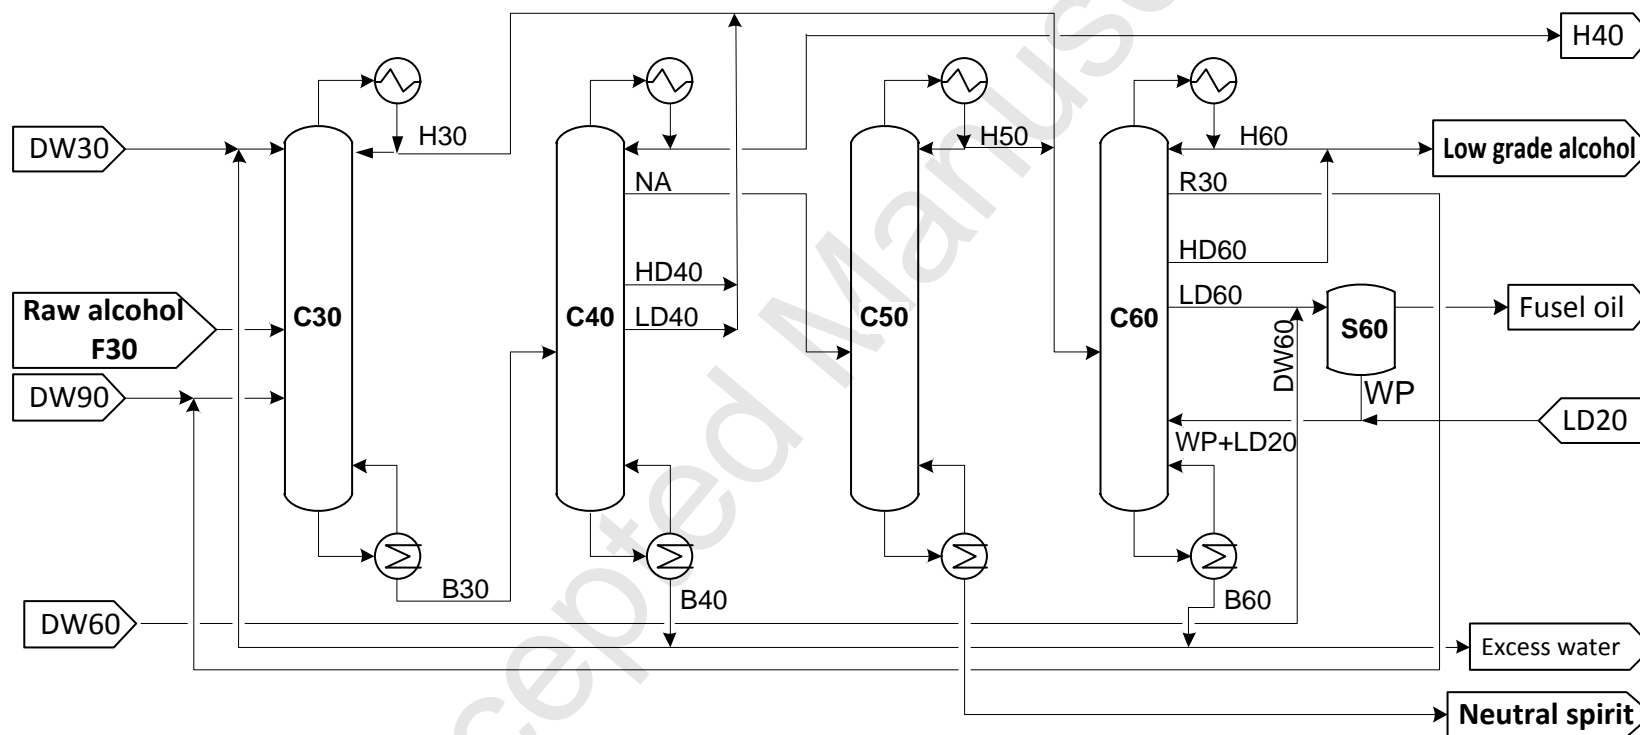 H40
DW30
H30
H50
H60
Low grade alcohol
NA
R30
HD40
HD60
Raw alcohol
F30
C30
C40
LD40
C50
C60
LD60
S60
Fusel oil
DW60
DW90
WP
LD20
WP+LD20
B30
B40
B60
DW60
Excess water
Neutral spirit
cepted Manus